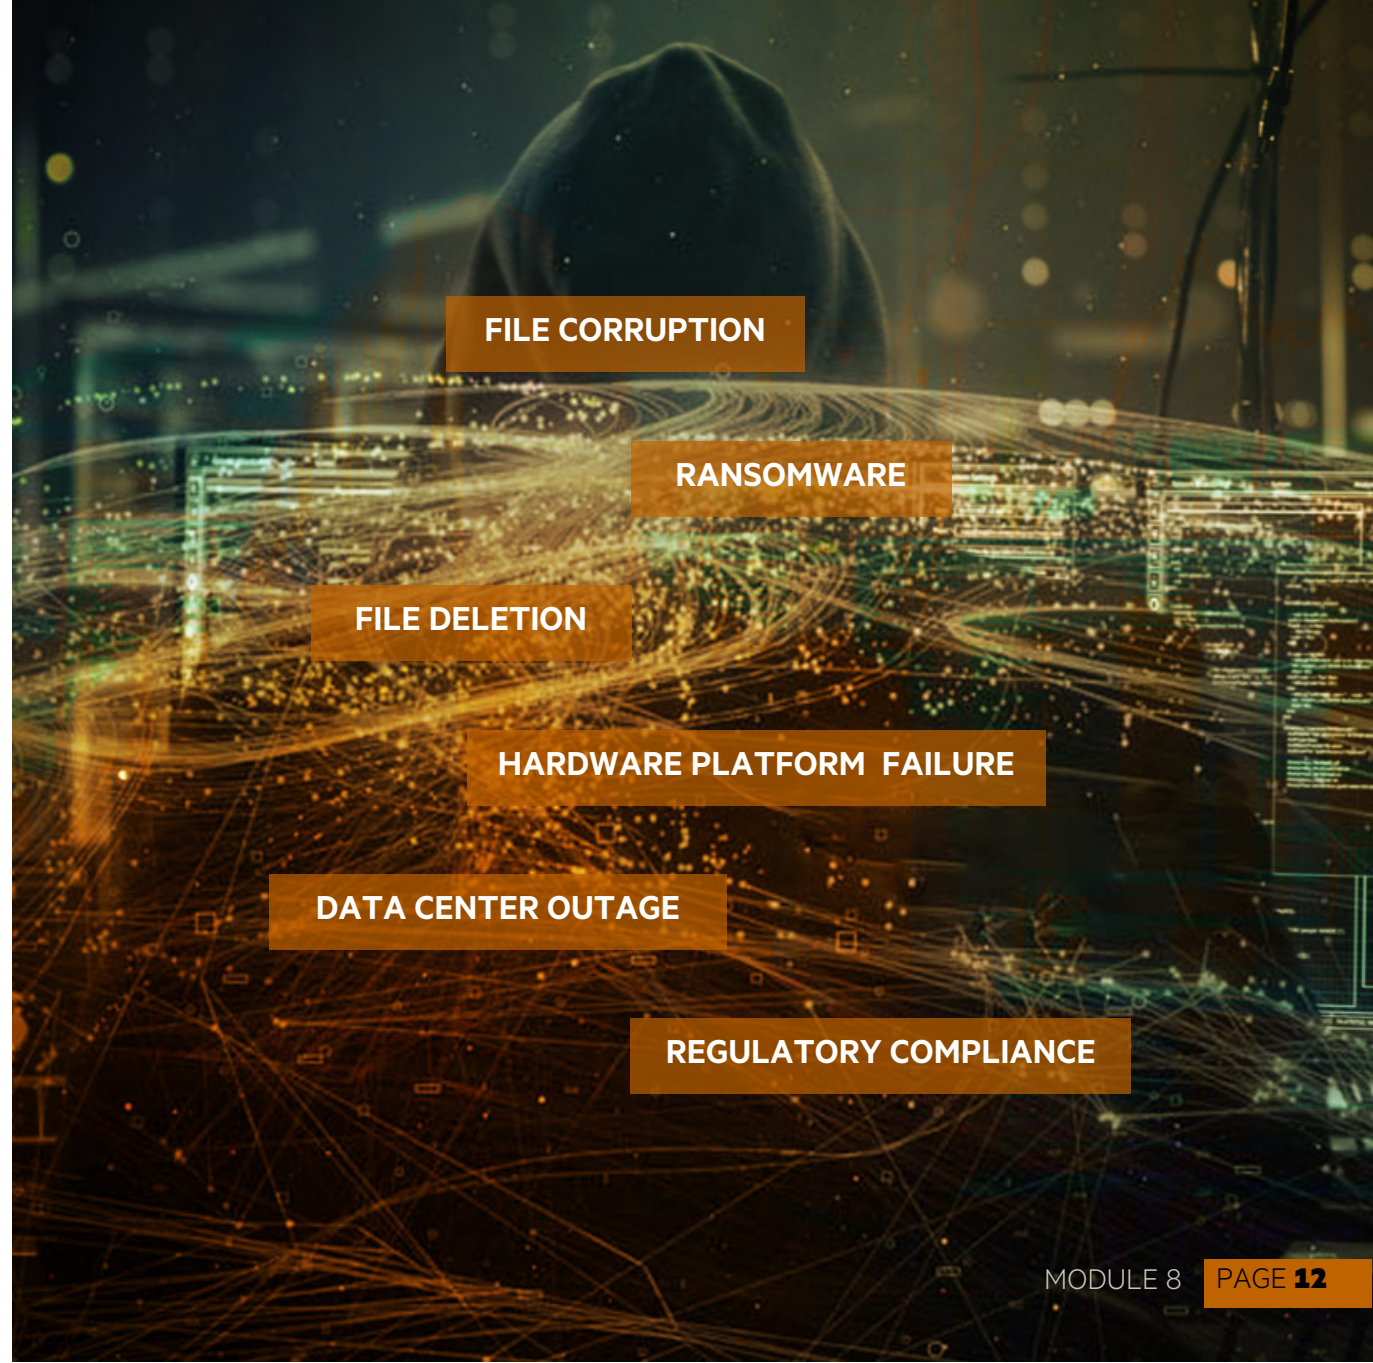 FILE CORRUPTION
RANSOMWARE
FILE DELETION
HARDWARE PLATFORM  FAILURE
DATA CENTER OUTAGE
REGULATORY COMPLIANCE
MODULE 8
PAGE 12